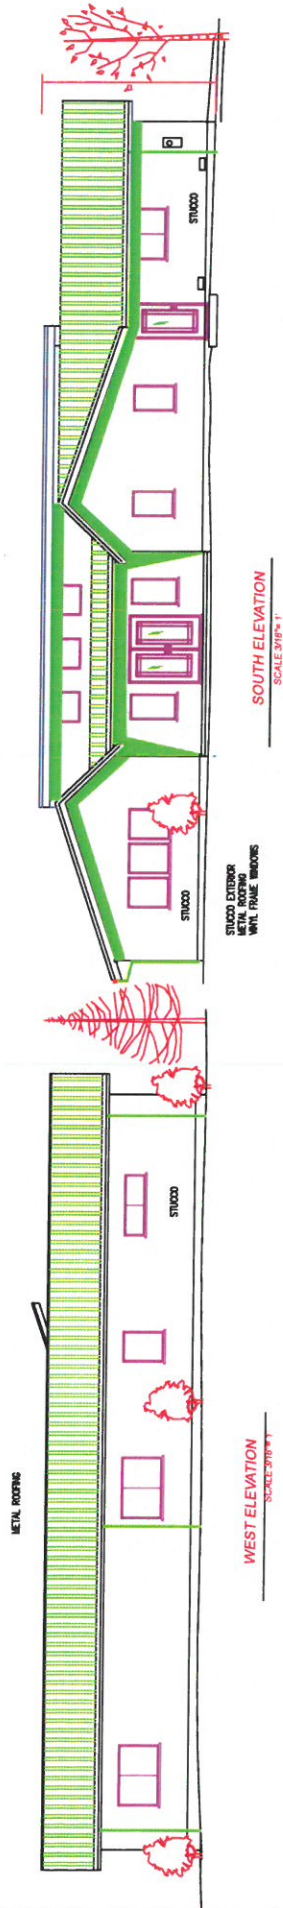 METAL ROOFING
STUCCO
WEST ELEVATION
SCALE 3/16"= 1'
STUCCO
STUCCO
STUCCO EXTERIOR
METAL ROOFING
VINYL FRAME WINDOWS
SOUTH ELEVATION
SCALE 3/16"= 1'